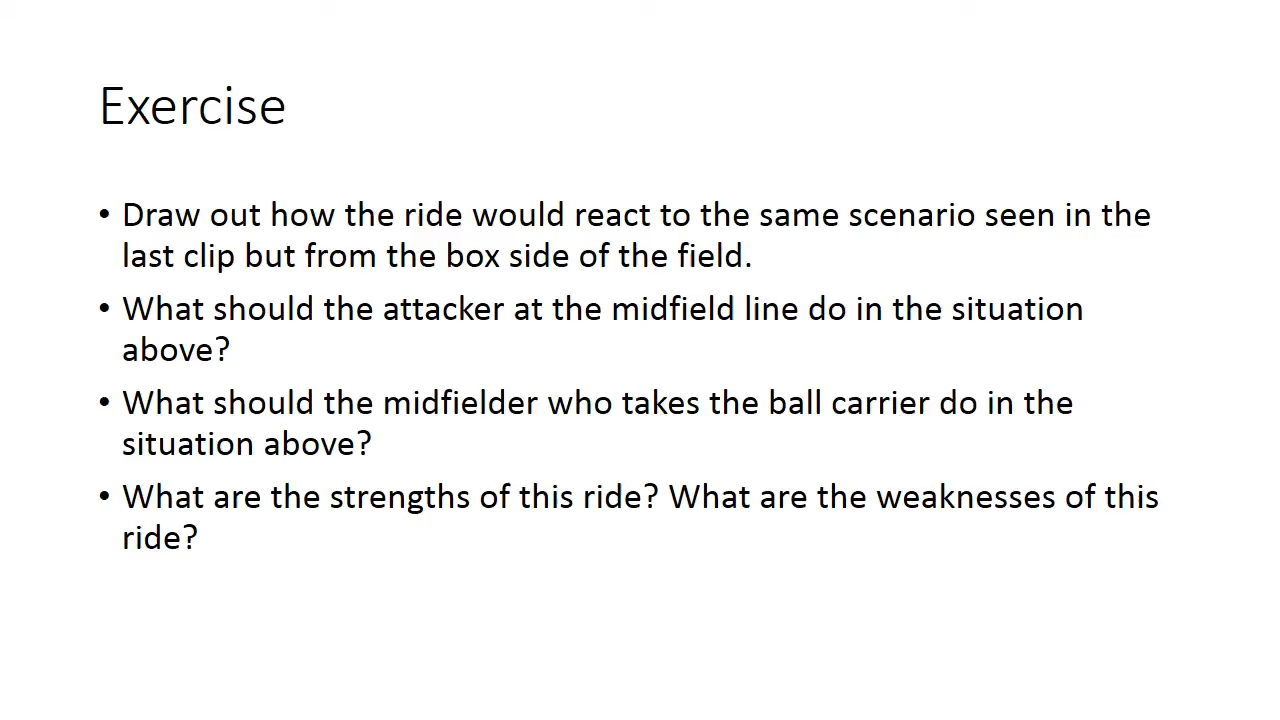 Exercise
• Draw out how the ride would react to the same scenario seen in the
last clip but from the box side of the field.
• What should the attacker at the midfield line do in the situation
above?
• What should the midfielder who takes the ball carrier do in the
situation above?
• What are the strengths of this ride? What are the weaknesses of this
ride?